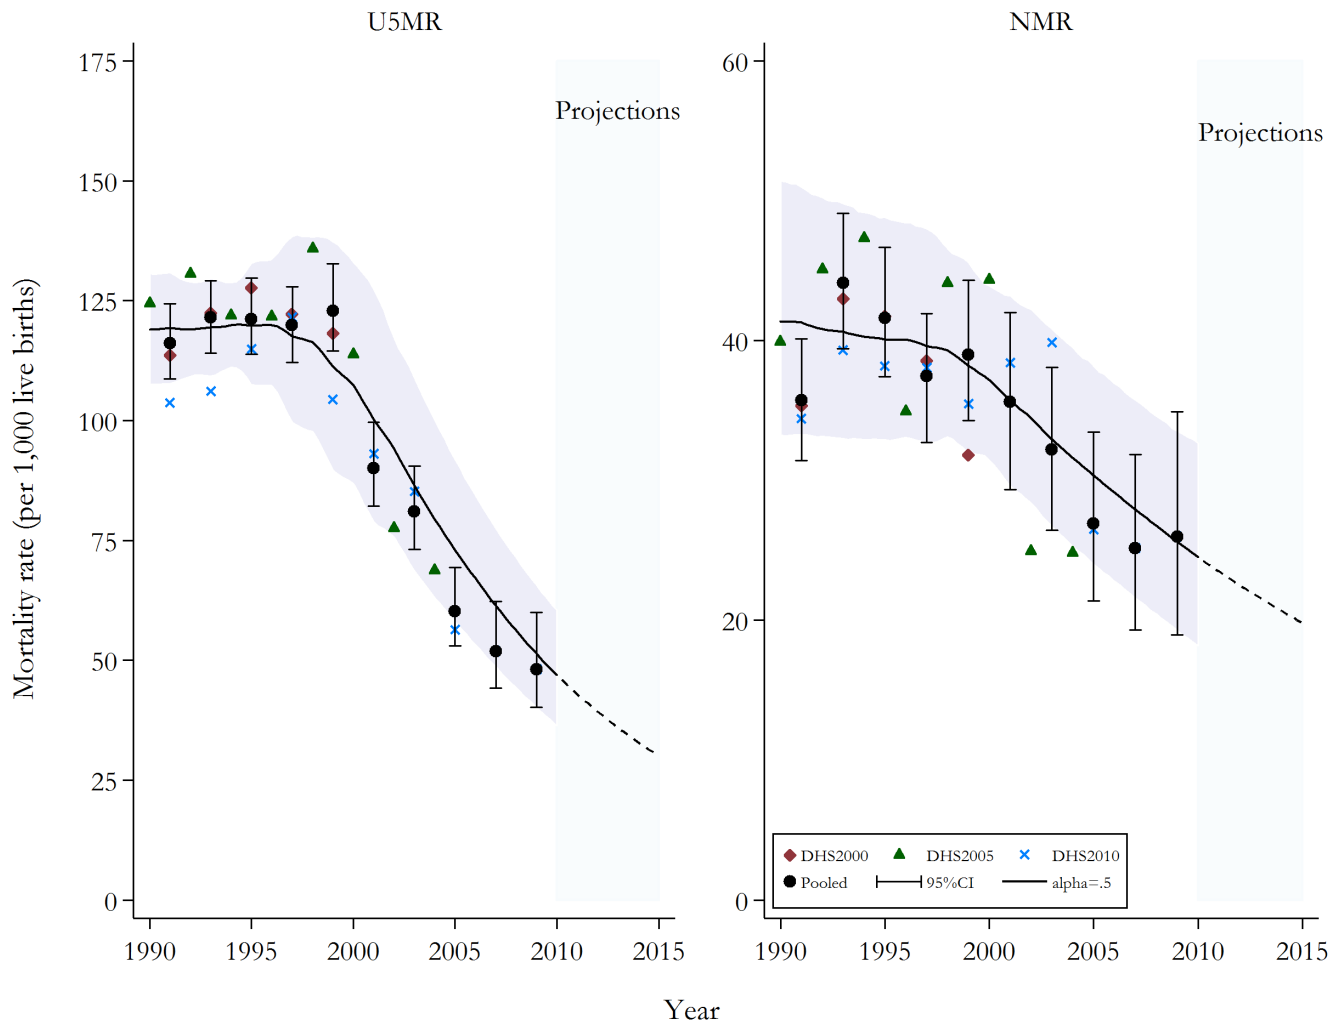 U5MR
NMR
Mortality rate (per 1,000 live births)
175
150
125
100
75
50
25
0
Projections
1990 1995 2000 2005 2010 2015
60
40
20
0
Projections
DHS2000 DHS2005 DHS2010
Pooled 95%CI alpha=.5
1990 1995 2000 2005 2010 2015
Year